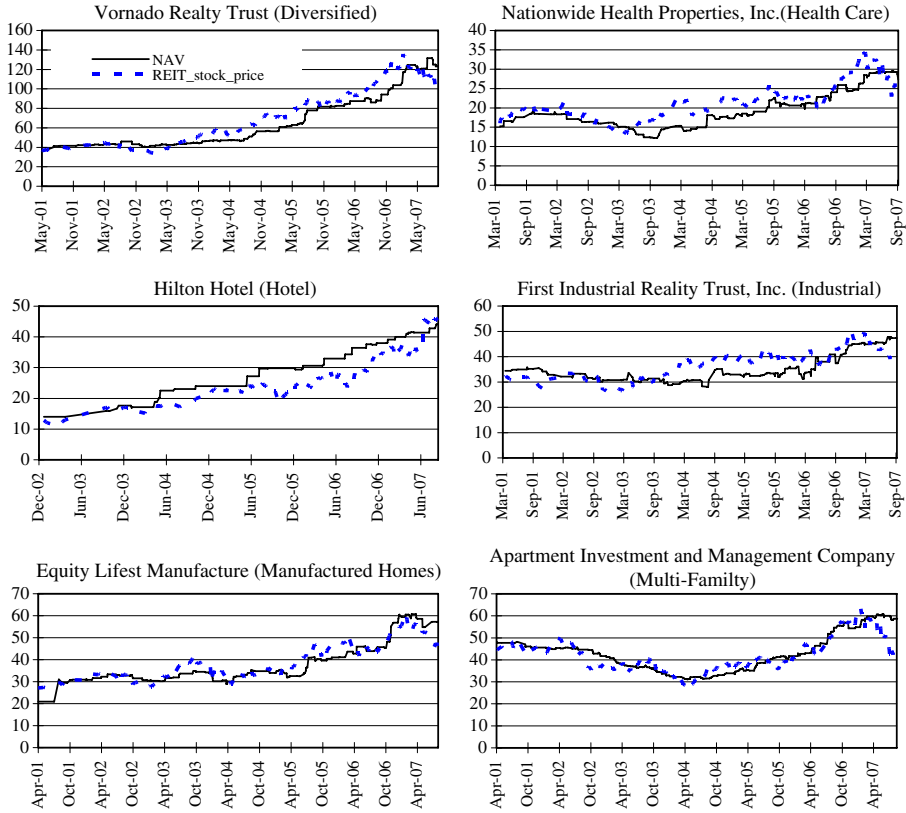 Vornado Realty Trust (Diversified)
160
140
120
100
80
60
40
20
0
NAV
REIT_stock_price
May-01
Nov-01
May-02
Nov-02
May-03
Nov-03
May-04
Nov-04
May-05
Nov-05
May-06
Nov-06
May-07
Nationwide Health Properties, Inc.(Health Care)
40
35
30
25
20
15
10
5
0
Mar-01
Sep-01
Mar-02
Sep-02
Mar-03
Sep-03
Mar-04
Sep-04
Mar-05
Sep-05
Mar-06
Sep-06
Mar-07
Sep-07
Hilton Hotel (Hotel)
50
40
30
20
10
0
Dec-02
Jun-03
Dec-03
Jun-04
Dec-04
Jun-05
Dec-05
Jun-06
Dec-06
Jun-07
First Industrial Reality Trust, Inc. (Industrial)
60
50
40
30
20
10
0
Mar-01
Sep-01
Mar-02
Sep-02
Mar-03
Sep-03
Mar-04
Sep-04
Mar-05
Sep-05
Mar-06
Sep-06
Mar-07
Sep-07
Equity Lifest Manufacture (Manufactured Homes)
70
60
50
40
30
20
10
0
Apr-01
Oct-01
Apr-02
Oct-02
Apr-03
Oct-03
Apr-04
Oct-04
Apr-05
Oct-05
Apr-06
Oct-06
Apr-07
Apartment Investment and Management Company
(Multi-Familty)
70
60
50
40
30
20
10
0
Apr-01
Oct-01
Apr-02
Oct-02
Apr-03
Oct-03
Apr-04
Oct-04
Apr-05
Oct-05
Apr-06
Oct-06
Apr-07